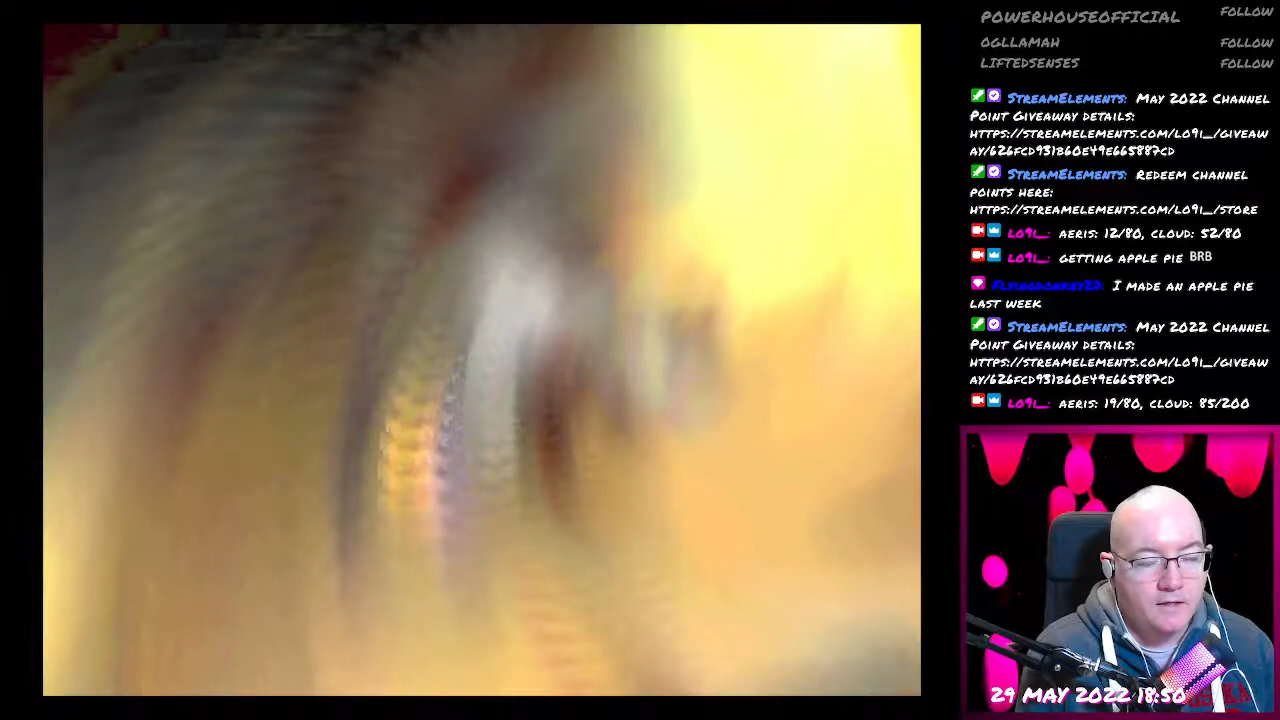 POWERHOUSEOFFICIAL FOLLOW
OGLLAMAH FOLLOW
LIFTEDSENSES FOLLOW
STREAMELEMENTS: MAY 2022 CHANNEL
POINT GIVEAWAY DETAILS:
HTTPS://STREAMELEMENTS.COM/LO9I_/GIVEAW
AY/626FCD931B60E49E665887CD
STREAMELEMENTS: REDEEM CHANNEL
POINTS HERE:
HTTPS://STREAMELEMENTS.COM/LO9I_/STORE
LO9I_: AERIS: 12/80, CLOUD: 52/80
LO9I_: GETTING APPLE PIE BRB
FLYINGDONKEY22: I MADE AN APPLE PIE
LAST WEEK
STREAMELEMENTS: MAY 2022 CHANNEL
POINT GIVEAWAY DETAILS:
HTTPS://STREAMELEMENTS.COM/LO9I_/GIVEAW
AY/626FCD931B60E49E665887CD
LO9I_: AERIS: 19/80, CLOUD: 85/200
29 MAY 2022 18:50